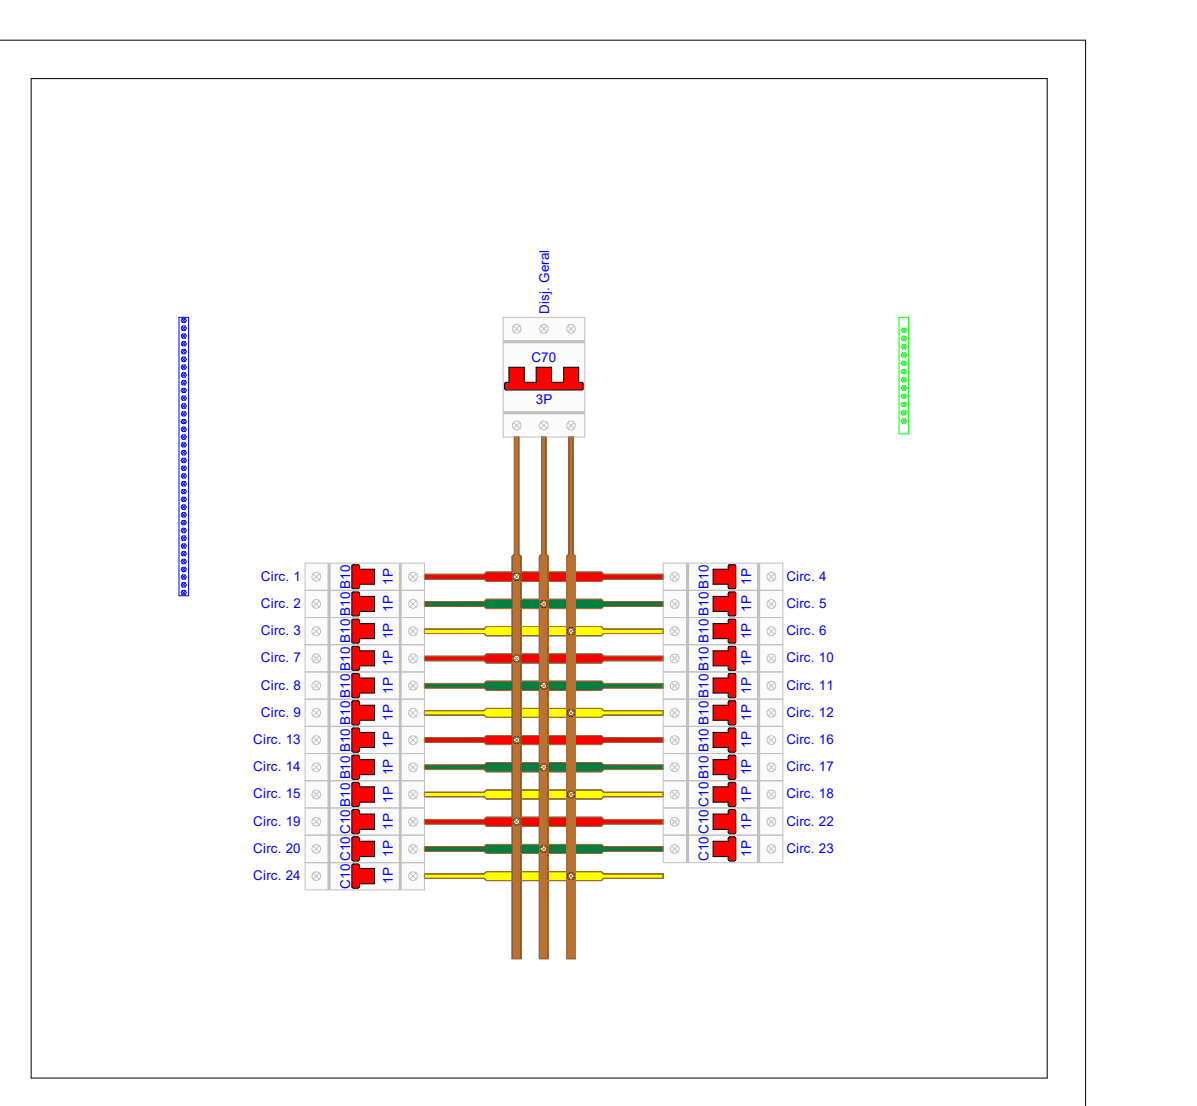 Disj. Geral
C70
3P
Circ. 1 B10 1P B10 1P Circ. 4
Circ. 2 B10 1P B10 1P Circ. 5
Circ. 3 B10 1P B10 1P Circ. 6
Circ. 7 B10 1P B10 1P Circ. 10
Circ. 8 B10 1P B10 1P Circ. 11
Circ. 9 B10 1P B10 1P Circ. 12
Circ. 13 B10 1P B10 1P Circ. 16
Circ. 14 B10 1P B10 1P Circ. 17
Circ. 15 B10 1P C10 1P Circ. 18
Circ. 19 C10 1P C10 1P Circ. 22
Circ. 20 C10 1P C10 1P Circ. 23
Circ. 24 C10 1P